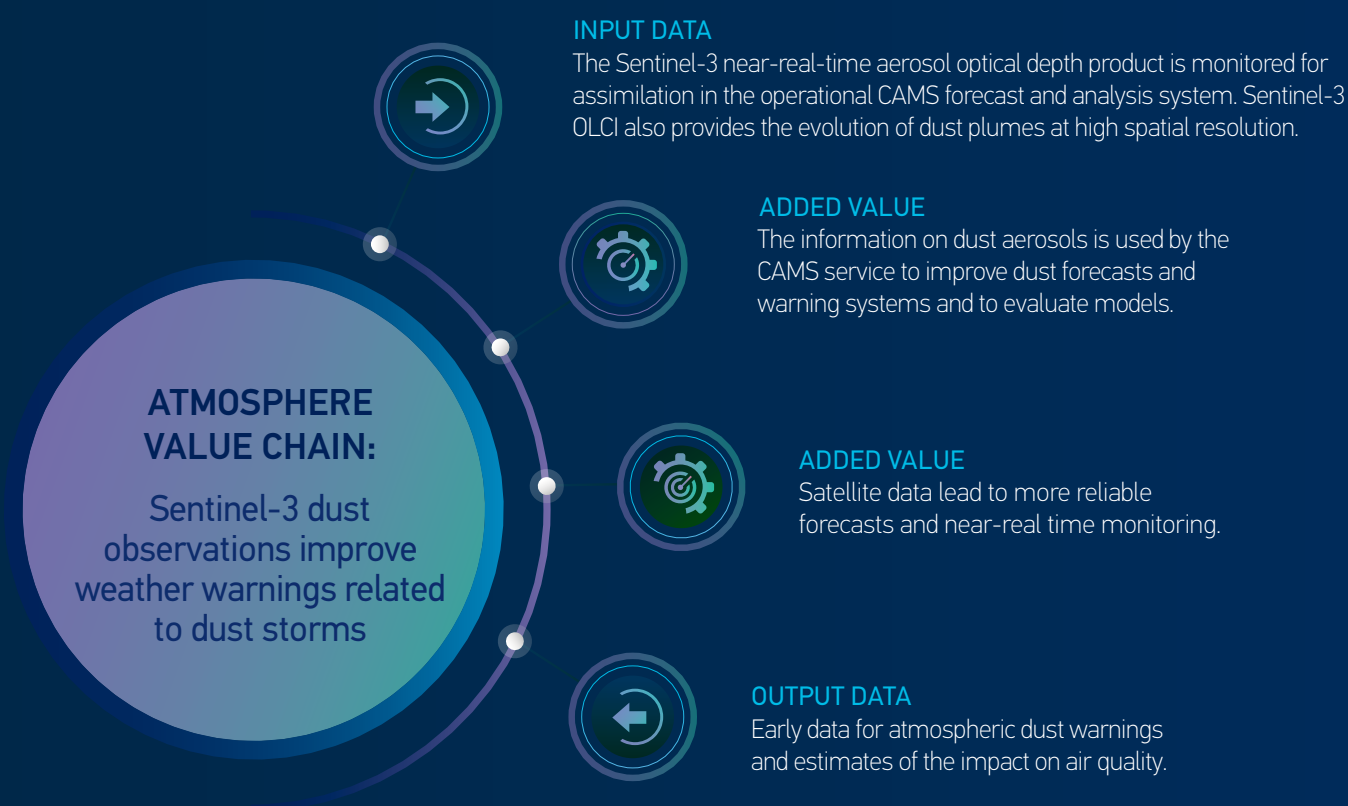 INPUT DATA
The Sentinel-3 near-real-time aerosol optical depth product is monitored for
assimilation in the operational CAMS forecast and analysis system. Sentinel-3
OLCI also provides the evolution of dust plumes at high spatial resolution.
ADDED VALUE
The information on dust aerosols is used by the
CAMS service to improve dust forecasts and
warning systems and to evaluate models.
ATMOSPHERE
VALUE CHAIN:
Sentinel-3 dust
observations improve
weather warnings related
to dust storms
ADDED VALUE
Satellite data lead to more reliable
forecasts and near-real time monitoring.
OUTPUT DATA
Early data for atmospheric dust warnings
and estimates of the impact on air quality.